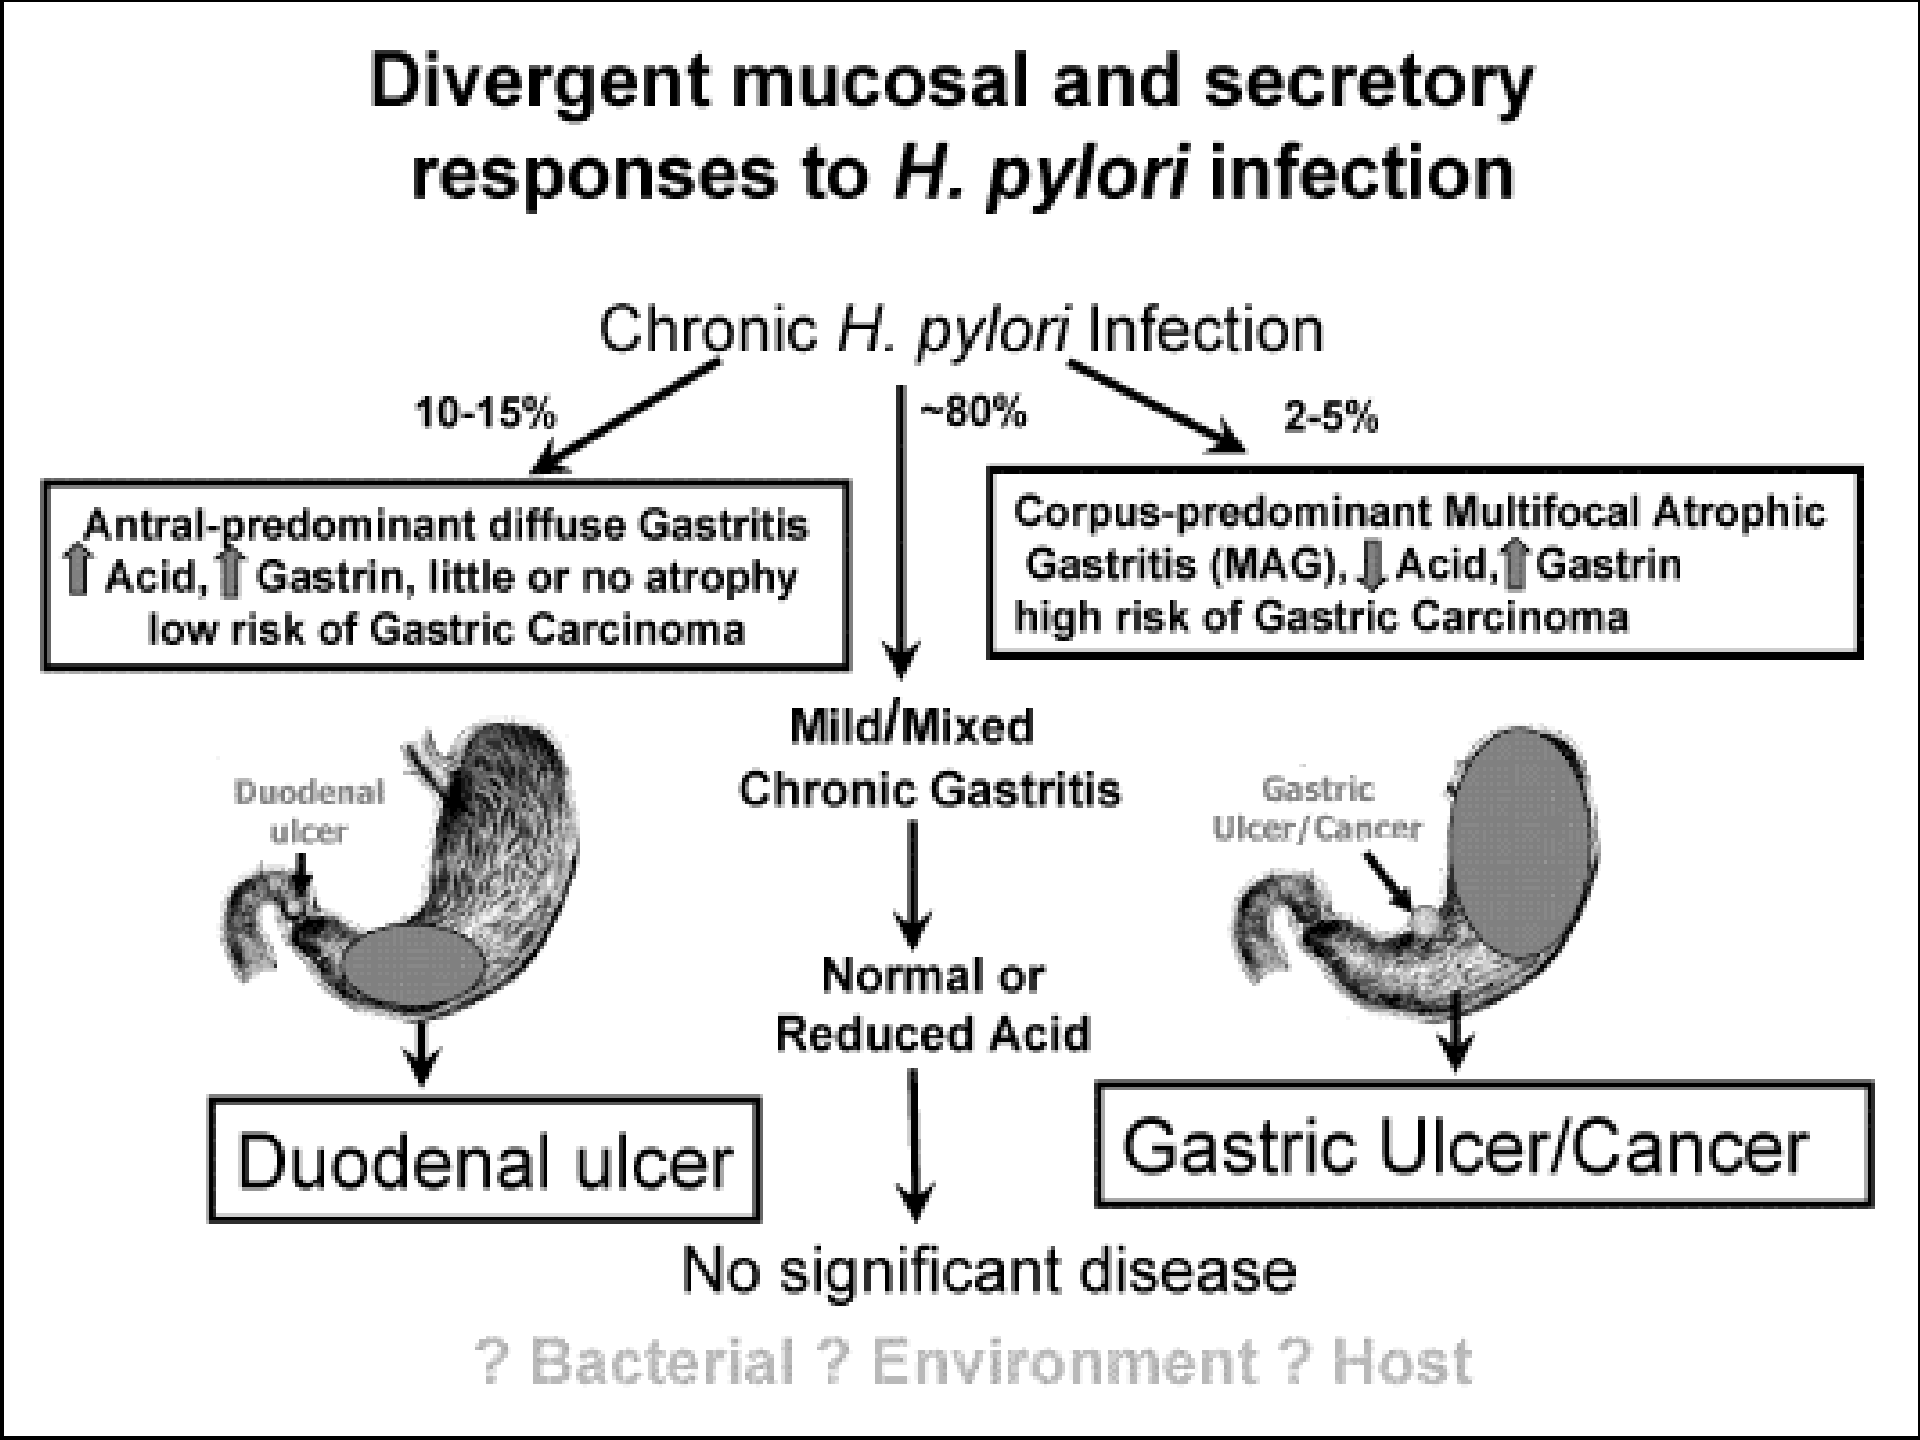 Divergent mucosal and secretory
responses to H. pylori infection
Chronic H. pylori Infection
10-15%
~80%
2-5%
Antral-predominant diffuse Gastritis
Acid, Gastrin, little or no atrophy
low risk of Gastric Carcinoma
Corpus-predominant Multifocal Atrophic
Gastritis (MAG), Acid, Gastrin
high risk of Gastric Carcinoma
Mild/Mixed
Chronic Gastritis
Duodenal
ulcer
Gastric
Ulcer/Cancer
Normal or
Reduced Acid
Duodenal ulcer
Gastric Ulcer/Cancer
No significant disease
? Bacterial ? Environment ? Host